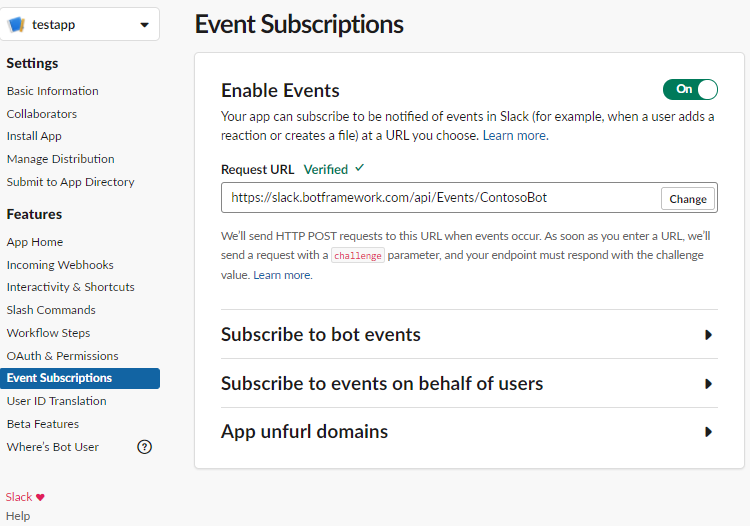 testapp
Settings
Basic Information
Collaborators
Install App
Manage Distribution
Submit to App Directory
Features
App Home
Incoming Webhooks
Interactivity & Shortcuts
Slash Commands
Workflow Steps
OAuth & Permissions
Event Subscriptions
User ID Translation
Beta Features
Where's Bot User ?
Slack ♥
Help
Event Subscriptions
Enable Events
On
Your app can subscribe to be notified of events in Slack (for example, when a user adds a
reaction or creates a file) at a URL you choose. Learn more.
Request URL Verified ✓
https://slack.botframework.com/api/Events/ContosoBot
Change
We'll send HTTP POST requests to this URL when events occur. As soon as you enter a URL, we'll
send a request with a challenge parameter, and your endpoint must respond with the challenge
value. Learn more.
Subscribe to bot events
Subscribe to events on behalf of users
App unfurl domains